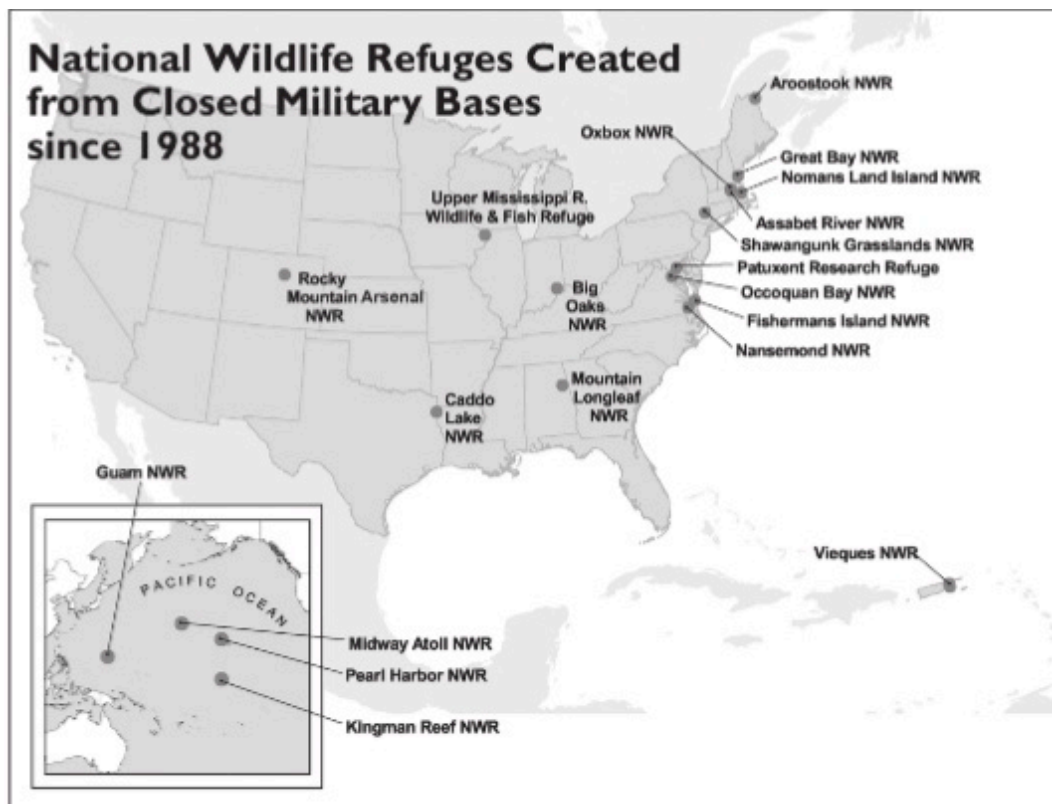 National Wildlife Refuges Created
from Closed Military Bases
since 1988
Aroostook NWR
Oxbox NWR
Great Bay NWR
Nomans Land Island NWR
Upper Mississippi R.
Wildlife & Fish Refuge
Assabet River NWR
Shawangunk Grasslands NWR
Patuxent Research Refuge
Occoquan Bay NWR
Fishermans Island NWR
Nansemond NWR
Rocky
Mountain Arsenal
NWR
Big
Oaks
NWR
Mountain
Longleaf
NWR
Caddo
Lake
NWR
Guam NWR
Vieques NWR
PACIFIC OCEAN
Midway Atoll NWR
Pearl Harbor NWR
Kingman Reef NWR